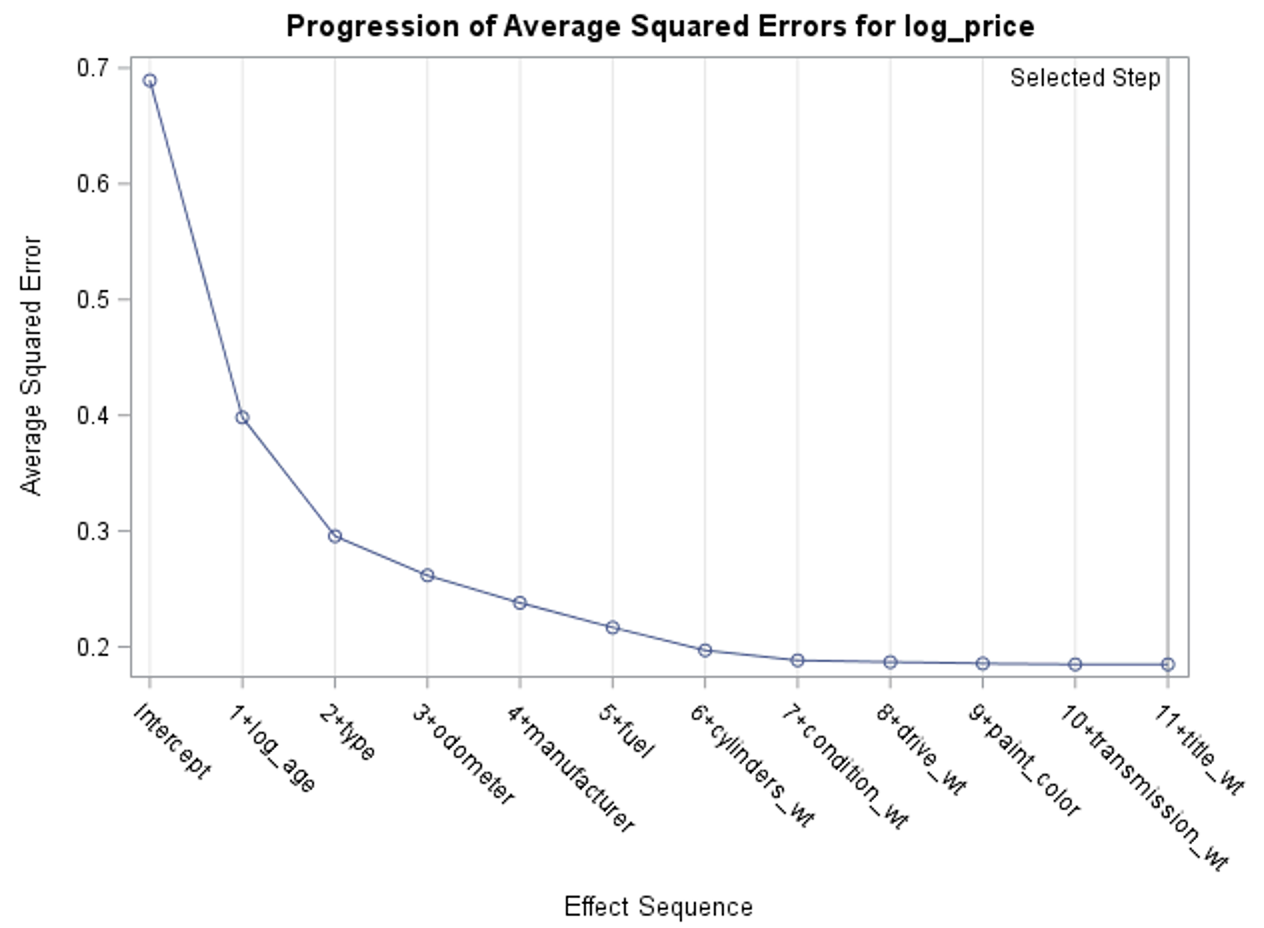 Progression of Average Squared Errors for log_price
Selected Step
Average Squared Error
0.7
0.6
0.5
0.4
0.3
0.2
Intercept
1+log_age
2+type
3+odometer
4+manufacturer
5+fuel
6+cylinders_wt
7+condition_wt
8+drive_wt
9+paint_color
10+transmission_wt
11+title_wt
Effect Sequence